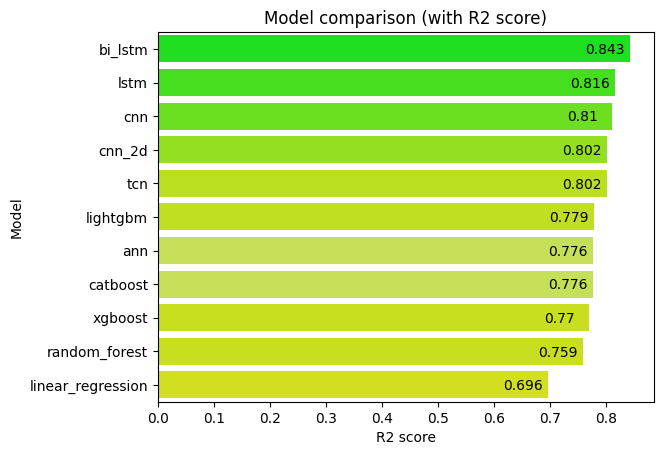 Model comparison (with R2 score)
Model
bi_lstm 0.843
lstm 0.816
cnn 0.81
cnn_2d 0.802
tcn 0.802
lightgbm 0.779
ann 0.776
catboost 0.776
xgboost 0.77
random_forest 0.759
linear_regression 0.696
0.0 0.1 0.2 0.3 0.4 0.5 0.6 0.7 0.8
R2 score